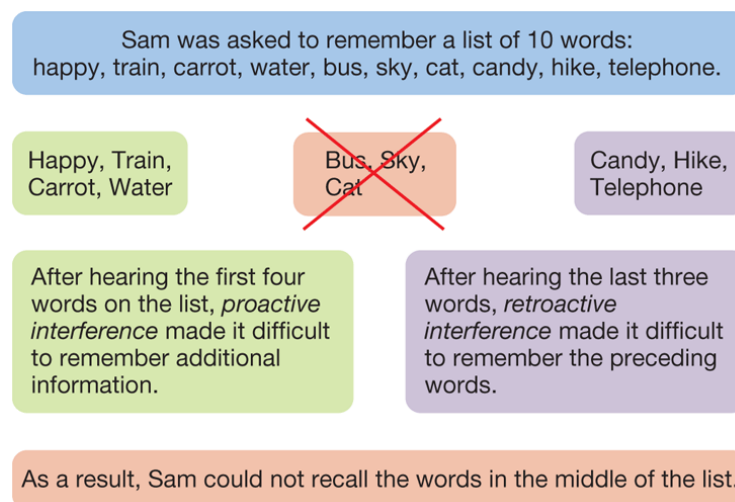 Sam was asked to remember a list of 10 words:
happy, train, carrot, water, bus, sky, cat, candy, hike, telephone.
Happy, Train,
Carrot, Water
Bus, Sky,
Cat
Candy, Hike,
Telephone
After hearing the first four
words on the list, proactive
interference made it difficult
to remember additional
information.
After hearing the last three
words, retroactive
interference made it difficult
to remember the preceding
words.
As a result, Sam could not recall the words in the middle of the list.